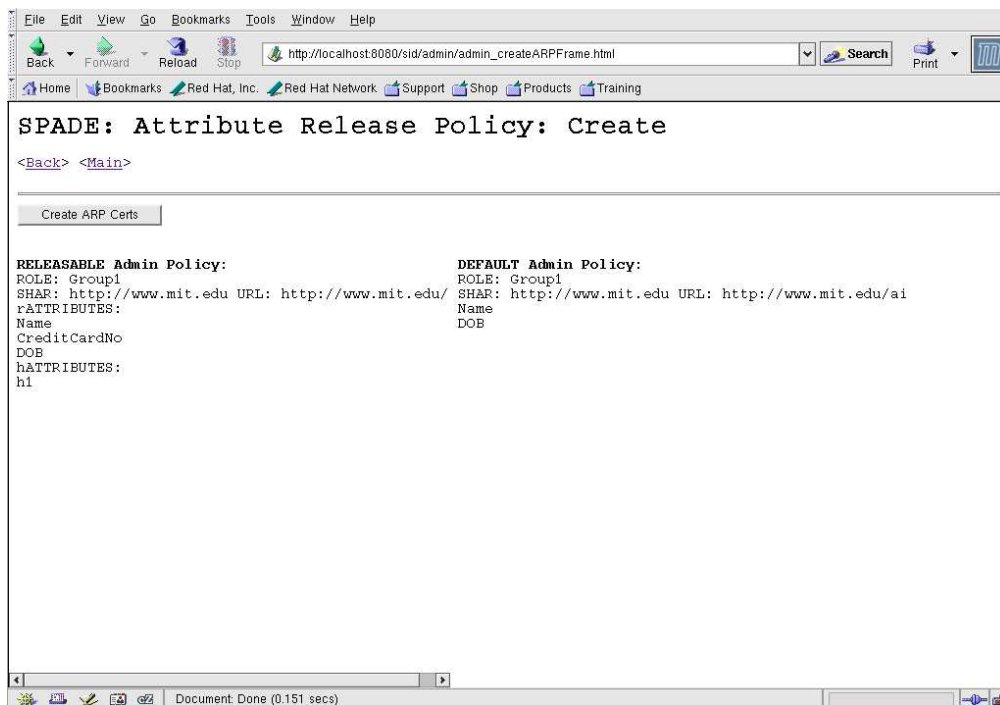 File Edit View Go Bookmarks Tools Window Help
Back Forward Reload Stop http://localhost:8080/sid/admin/admin_createARPFrame.html Search Print
Home Bookmarks Red Hat, Inc. Red Hat Network Support Shop Products Training
SPADE: Attribute Release Policy: Create
<Back> <Main>
Create ARP Certs
RELEASABLE Admin Policy:
ROLE: Group1
SHAR: http://www.mit.edu URL: http://www.mit.edu/
rATTRIBUTES:
Name
CreditCardNo
DOB
hATTRIBUTES:
h1
DEFAULT Admin Policy:
ROLE: Group1
SHAR: http://www.mit.edu URL: http://www.mit.edu/ai
Name
DOB
Document: Done (0.151 secs)